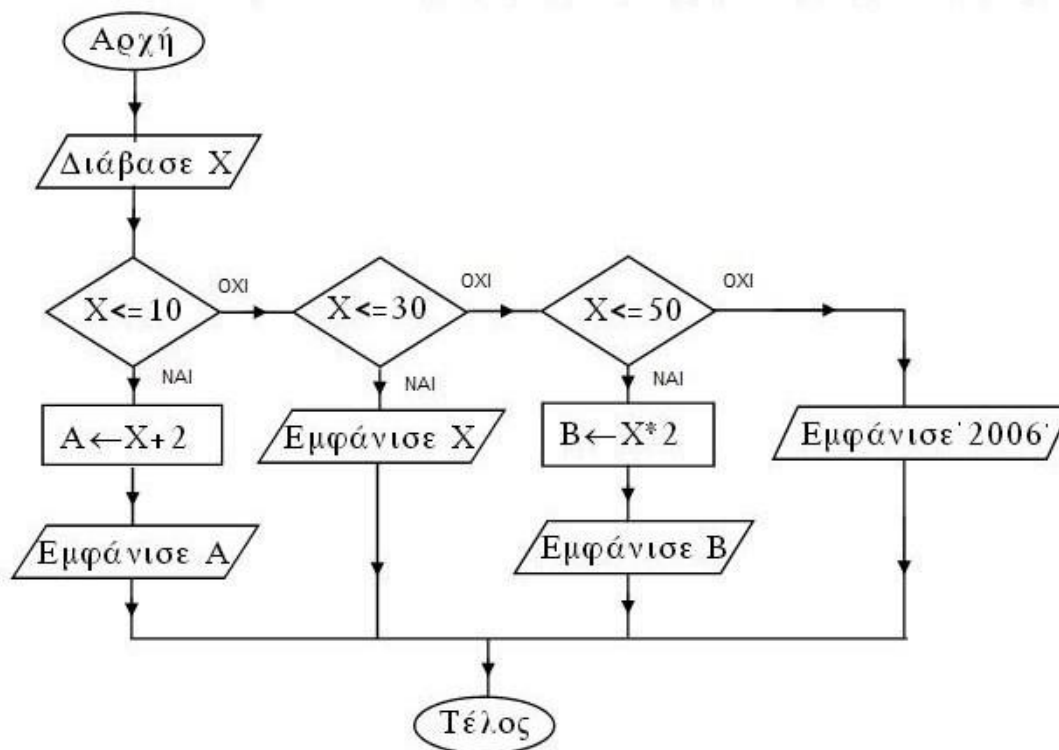 Αρχή
Διάβασε Χ
Χ<=10
ΟΧΙ
Χ<=30
ΟΧΙ
Χ<=50
ΟΧΙ
ΝΑΙ
ΝΑΙ
ΝΑΙ
Α←Χ+2
Εμφάνισε Χ
Β←Χ*2
Εμφάνισε '2006'
Εμφάνισε Α
Εμφάνισε Β
Τέλος